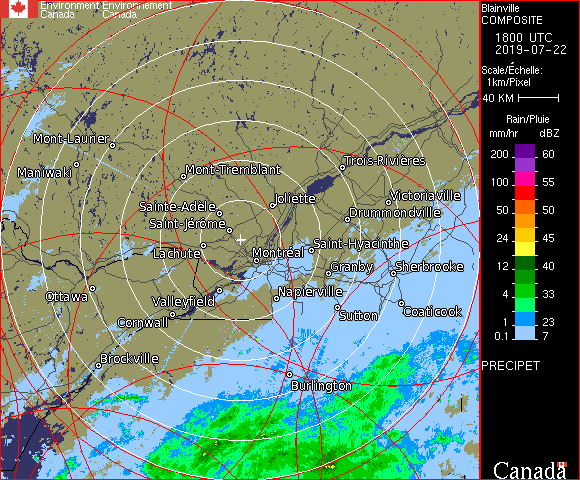 Environment Environnement
Canada Canada
Blainville
COMPOSITE
1800 UTC
2019-07-22
Scale/Échelle:
1km/Pixel
40 KM
Rain/Pluie
mm/hr dBZ
200 60
100 55
50 50
24 45
12 40
4 33
1 23
0.1 7
PRECIPET
Canada
Mont-Laurier
Maniwaki
Mont-Tremblant
Trois-Rivières
Sainte-Adèle
Joliette
Victoriaville
Saint-Jérôme
Drummondville
Lachute
Montréal
Saint-Hyacinthe
Granby
Sherbrooke
Ottawa
Valleyfield
Napierville
Cornwall
Sutton
Coaticook
Brockville
Burlington